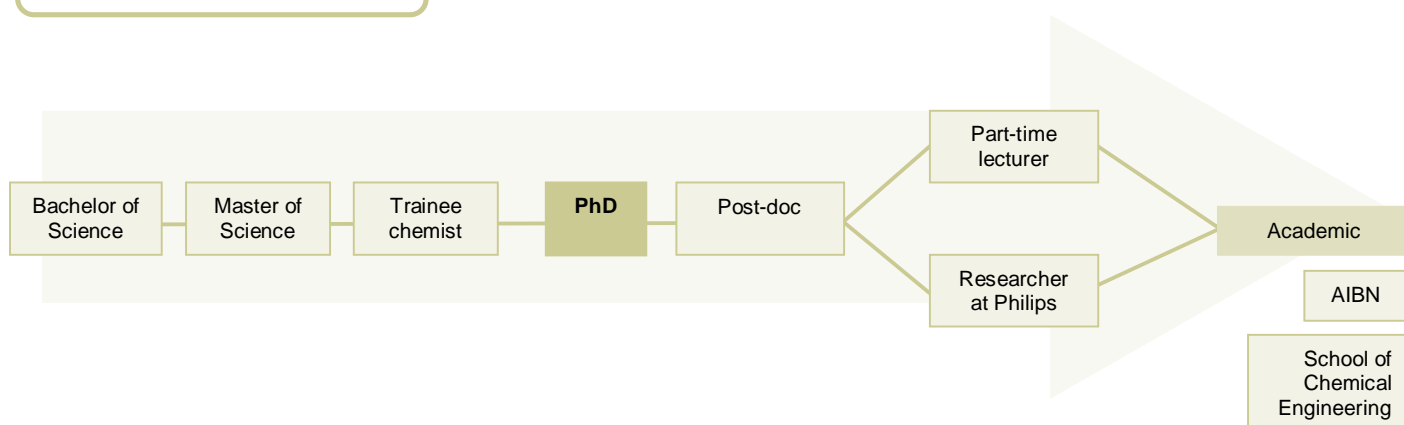 Bachelor of
Science
Master of
Science
Trainee
chemist
PhD
Post-doc
Part-time
lecturer
Researcher
at Philips
Academic
AIBN
School of
Chemical
Engineering